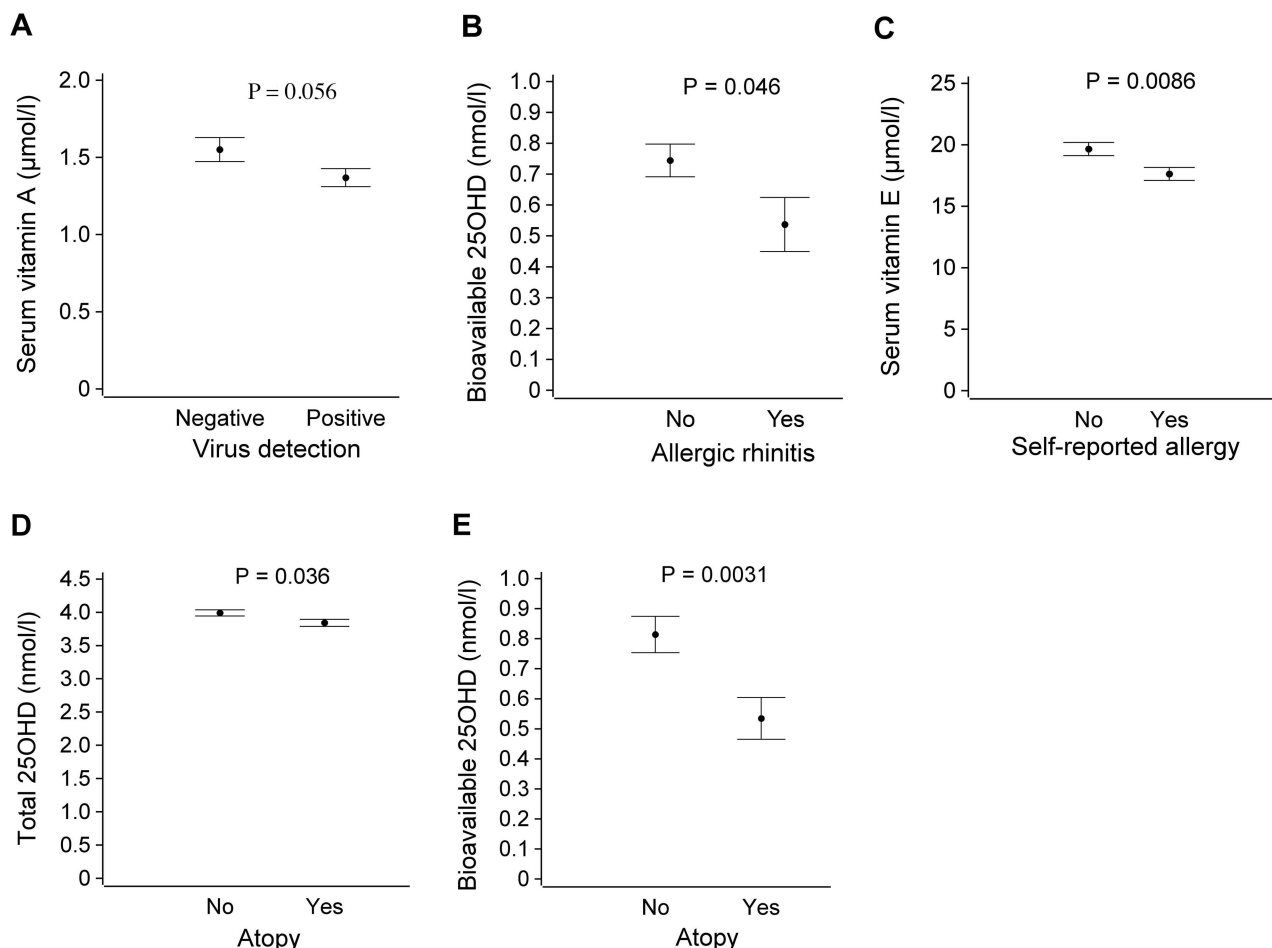 A
Serum vitamin A (µmol/l)
2.0
1.5
1.0
0.5
0
P = 0.056
Negative Positive
Virus detection
B
Bioavailable 25OHD (nmol/l)
1.0
0.9
0.8
0.7
0.6
0.5
0.4
0.3
0.2
0.1
0
P = 0.046
No Yes
Allergic rhinitis
C
Serum vitamin E (µmol/l)
25
20
15
10
5
0
P = 0.0086
No Yes
Self-reported allergy
D
Total 25OHD (nmol/l)
4.5
4.0
3.5
3.0
2.5
2.0
1.5
1.0
0.5
0
P = 0.036
No Yes
Atopy
E
Bioavailable 25OHD (nmol/l)
1.0
0.9
0.8
0.7
0.6
0.5
0.4
0.3
0.2
0.1
0
P = 0.0031
No Yes
Atopy